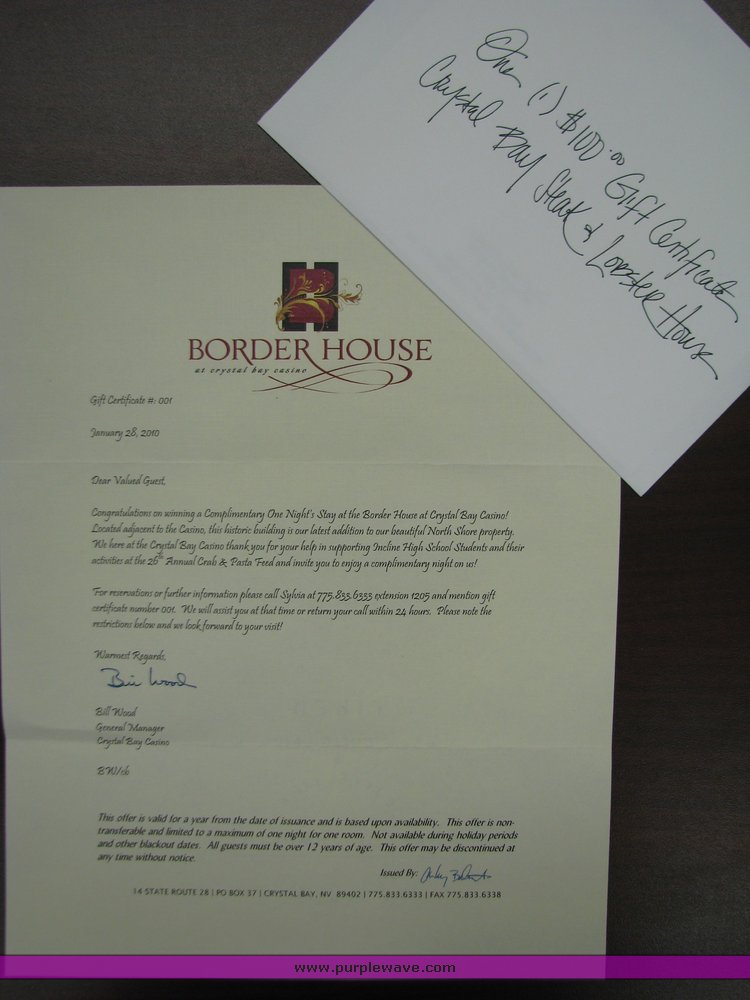 One (1) $100.00 Gift Certificate
Crystal Bay Steak & Lobster House
B
BORDER HOUSE
at crystal bay casino
Gift Certificate #: 001
January 28, 2010
Dear Valued Guest,
Congratulations on winning a Complimentary One Night's Stay at the Border House at Crystal Bay Casino!
Located adjacent to the Casino, this historic building is our latest addition to our beautiful North Shore property.
We here at the Crystal Bay Casino thank you for your help in supporting Incline High School Students and their
activities at the 26th Annual Crab & Pasta Feed and invite you to enjoy a complimentary night on us!
For reservations or further information please call Sylvia at 775.833.6333 extension 1205 and mention gift
certificate number 001. We will assist you at that time or return your call within 24 hours. Please note the
restrictions below and we look forward to your visit!
Warmest Regards,
Bill Wood
Bill Wood
General Manager
Crystal Bay Casino
BW/cb
This offer is valid for a year from the date of issuance and is based upon availability. This offer is non-
transferable and limited to a maximum of one night for one room. Not available during holiday periods
and other blackout dates. All guests must be over 12 years of age. This offer may be discontinued at
any time without notice.
Issued By:
14 STATE ROUTE 28 | PO BOX 37 | CRYSTAL BAY, NV 89402 | 775.833.6333 | FAX 775.833.6338
www.purplewave.com